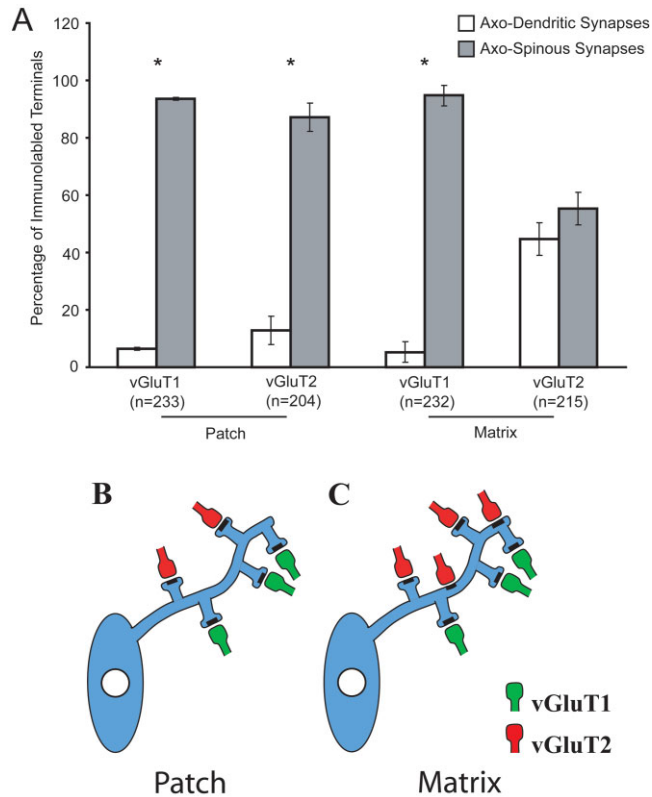 A
Axo-Dendritic Synapses
Axo-Spinous Synapses
Percentage of Immunolabled Terminals
120
100
80
60
40
20
0
* * *
vGluT1 vGluT2 vGluT1 vGluT2
(n=233) (n=204) (n=232) (n=215)
Patch Matrix
B C
vGluT1
vGluT2
Patch Matrix